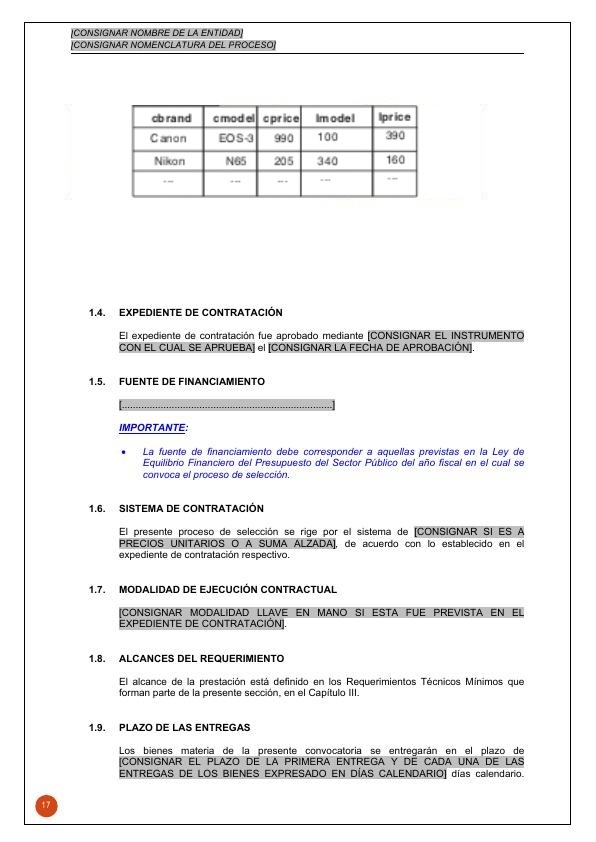 [CONSIGNAR NOMBRE DE LA ENTIDAD]
[CONSIGNAR NOMENCLATURA DEL PROCESO]
cbrand cmodel cprice lmodel lprice
Canon EOS-3 990 100 390
Nikon N65 205 340 160
--- --- --- --- ---
1.4. EXPEDIENTE DE CONTRATACIÓN
El expediente de contratación fue aprobado mediante [CONSIGNAR EL INSTRUMENTO
CON EL CUAL SE APRUEBA] el [CONSIGNAR LA FECHA DE APROBACIÓN].
1.5. FUENTE DE FINANCIAMIENTO
[...........................................................................]
IMPORTANTE:
• La fuente de financiamiento debe corresponder a aquellas previstas en la Ley de
Equilibrio Financiero del Presupuesto del Sector Público del año fiscal en el cual se
convoca el proceso de selección.
1.6. SISTEMA DE CONTRATACIÓN
El presente proceso de selección se rige por el sistema de [CONSIGNAR SI ES A
PRECIOS UNITARIOS O A SUMA ALZADA], de acuerdo con lo establecido en el
expediente de contratación respectivo.
1.7. MODALIDAD DE EJECUCIÓN CONTRACTUAL
[CONSIGNAR MODALIDAD LLAVE EN MANO SI ESTA FUE PREVISTA EN EL
EXPEDIENTE DE CONTRATACIÓN].
1.8. ALCANCES DEL REQUERIMIENTO
El alcance de la prestación está definido en los Requerimientos Técnicos Mínimos que
forman parte de la presente sección, en el Capítulo III.
1.9. PLAZO DE LAS ENTREGAS
Los bienes materia de la presente convocatoria se entregarán en el plazo de
[CONSIGNAR EL PLAZO DE LA PRIMERA ENTREGA Y DE CADA UNA DE LAS
ENTREGAS DE LOS BIENES EXPRESADO EN DÍAS CALENDARIO] días calendario.
17